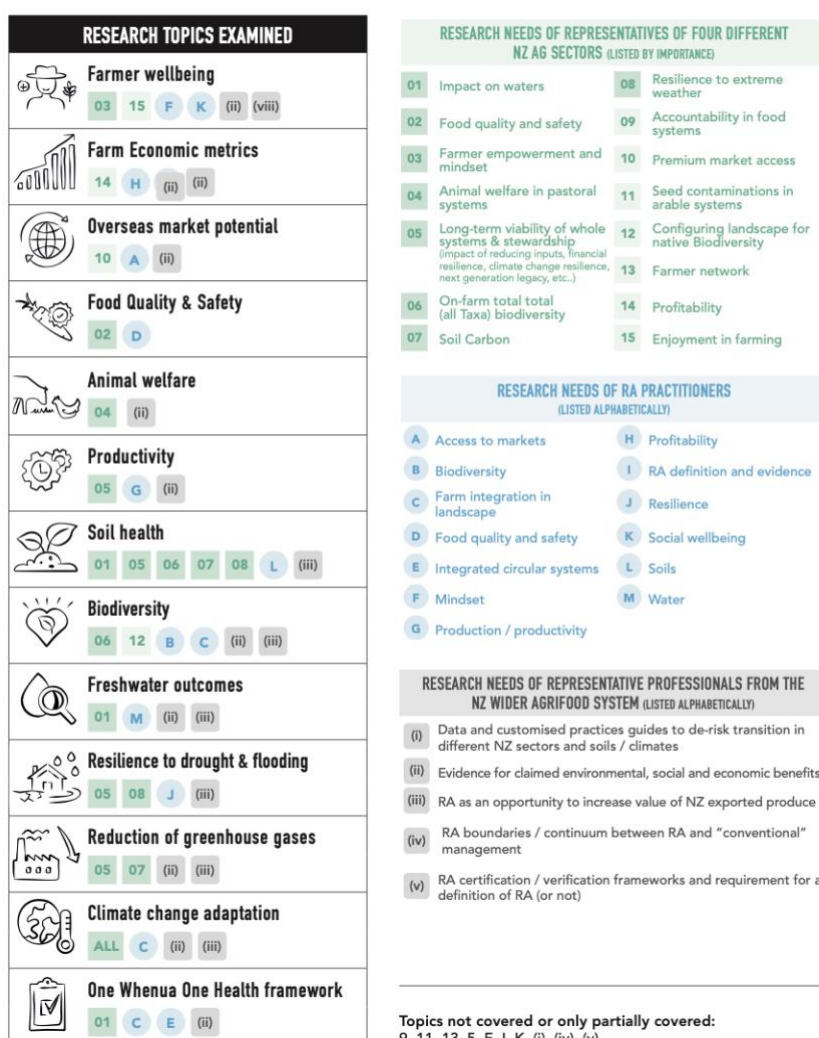 RESEARCH TOPICS EXAMINED
Farmer wellbeing
03 15 F K (ii) (viii)
Farm Economic metrics
14 H (ii) (ii)
Overseas market potential
10 A (ii)
Food Quality & Safety
02 D
Animal welfare
04 (ii)
Productivity
05 G (ii)
Soil health
01 05 06 07 08 L (iii)
Biodiversity
06 12 B C (ii) (iii)
Freshwater outcomes
01 M (ii) (iii)
Resilience to drought & flooding
05 08 J (iii)
Reduction of greenhouse gases
05 07 (ii) (iii)
Climate change adaptation
ALL C (ii) (iii)
One Whenua One Health framework
01 C E (ii)
RESEARCH NEEDS OF REPRESENTATIVES OF FOUR DIFFERENT
NZ AG SECTORS (LISTED BY IMPORTANCE)
01 Impact on waters
02 Food quality and safety
03 Farmer empowerment and
mindset
04 Animal welfare in pastoral
systems
05 Long-term viability of whole
systems & stewardship
(impact of reducing inputs, financial
resilience, climate change resilience,
next generation legacy, etc..)
06 On-farm total total
(all Taxa) biodiversity
07 Soil Carbon
08 Resilience to extreme
weather
09 Accountability in food
systems
10 Premium market access
11 Seed contaminations in
arable systems
12 Configuring landscape for
native Biodiversity
13 Farmer network
14 Profitability
15 Enjoyment in farming
RESEARCH NEEDS OF RA PRACTITIONERS
(LISTED ALPHABETICALLY)
A Access to markets
B Biodiversity
C Farm integration in
landscape
D Food quality and safety
E Integrated circular systems
F Mindset
G Production / productivity
H Profitability
I RA definition and evidence
J Resilience
K Social wellbeing
L Soils
M Water
RESEARCH NEEDS OF REPRESENTATIVE PROFESSIONALS FROM THE
NZ WIDER AGRIFOOD SYSTEM (LISTED ALPHABETICALLY)
(i) Data and customised practices guides to de-risk transition in
different NZ sectors and soils / climates
(ii) Evidence for claimed environmental, social and economic benefits
(iii) RA as an opportunity to increase value of NZ exported produce
(iv) RA boundaries / continuum between RA and "conventional"
management
(v) RA certification / verification frameworks and requirement for a
definition of RA (or not)
Topics not covered or only partially covered: